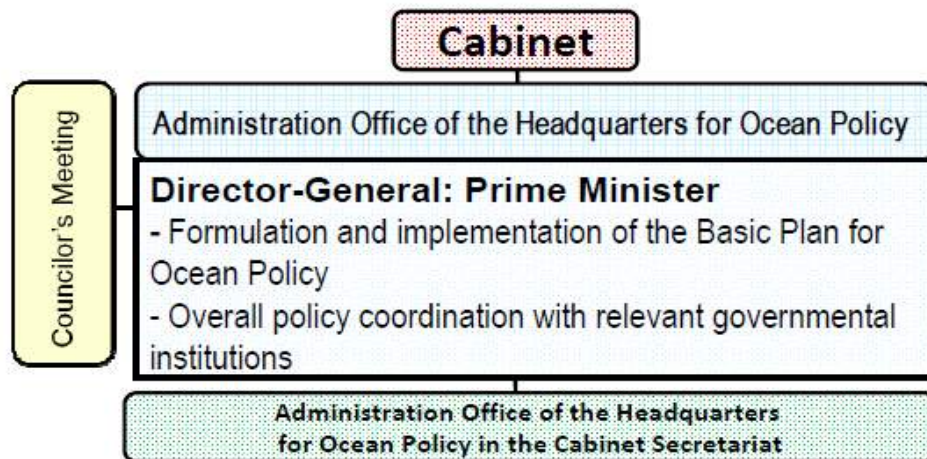 Cabinet
Councilor's Meeting
Administration Office of the Headquarters for Ocean Policy
Director-General: Prime Minister
- Formulation and implementation of the Basic Plan for
Ocean Policy
- Overall policy coordination with relevant governmental
institutions
Administration Office of the Headquarters
for Ocean Policy in the Cabinet Secretariat